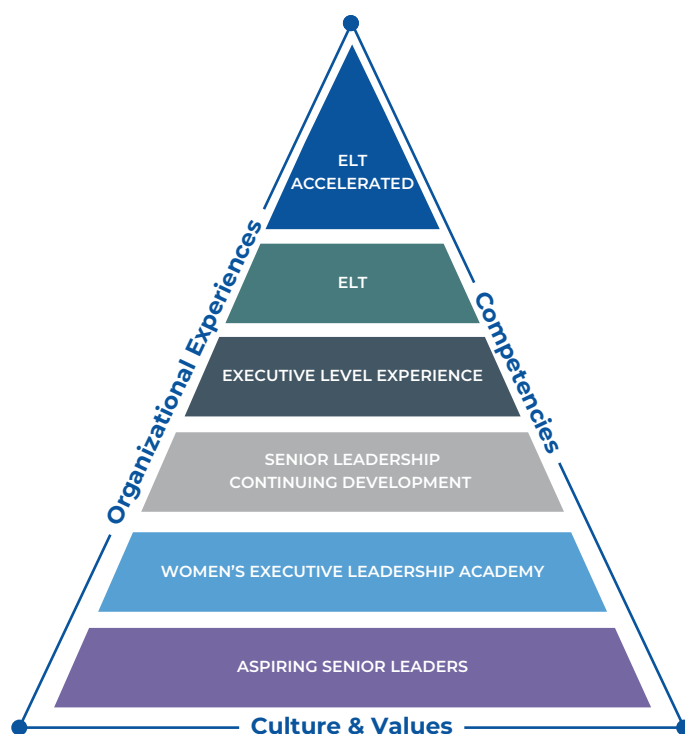 ELT
ACCELERATED
ELT
EXECUTIVE LEVEL EXPERIENCE
SENIOR LEADERSHIP
CONTINUING DEVELOPMENT
WOMEN’S EXECUTIVE LEADERSHIP ACADEMY
ASPIRING SENIOR LEADERS
Organizational Experiences
Competencies
Culture & Values